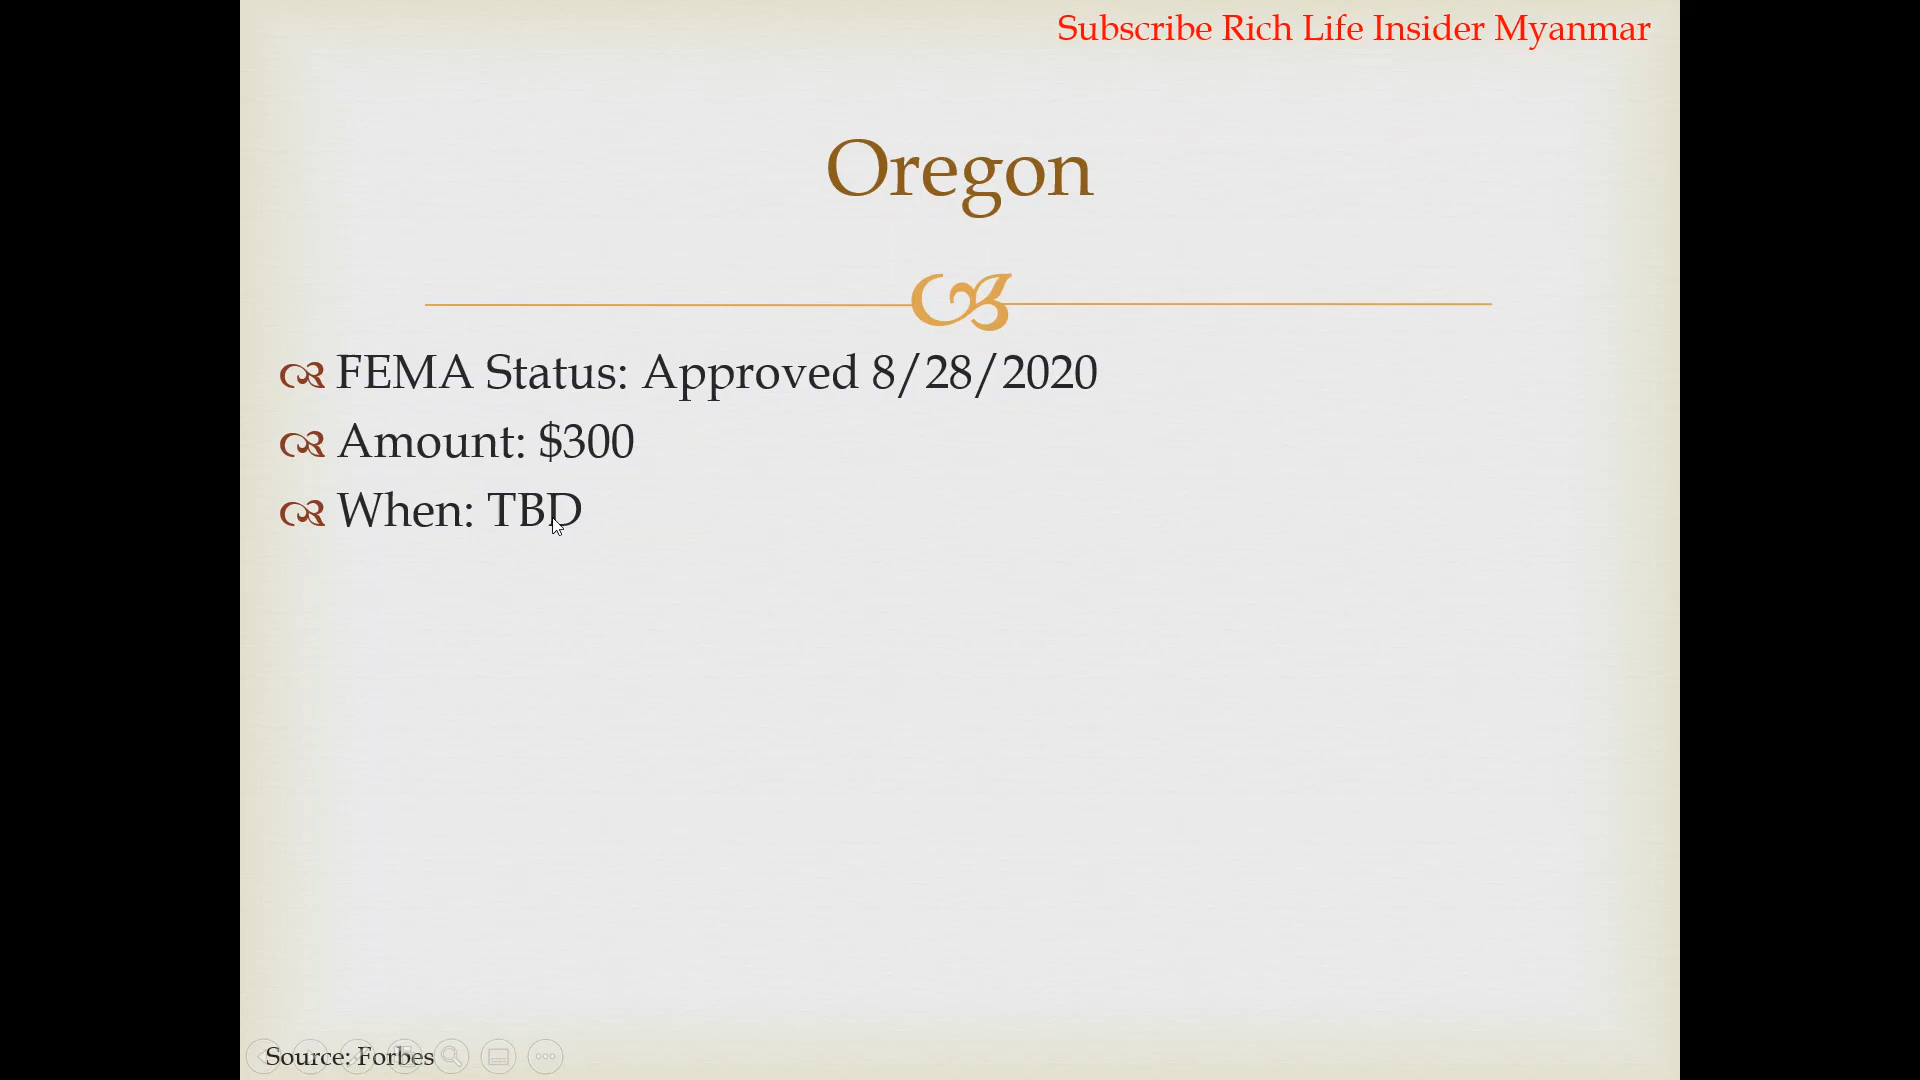 Subscribe Rich Life Insider Myanmar
Oregon
FEMA Status: Approved 8/28/2020
Amount: $300
When: TBD
Source: Forbes